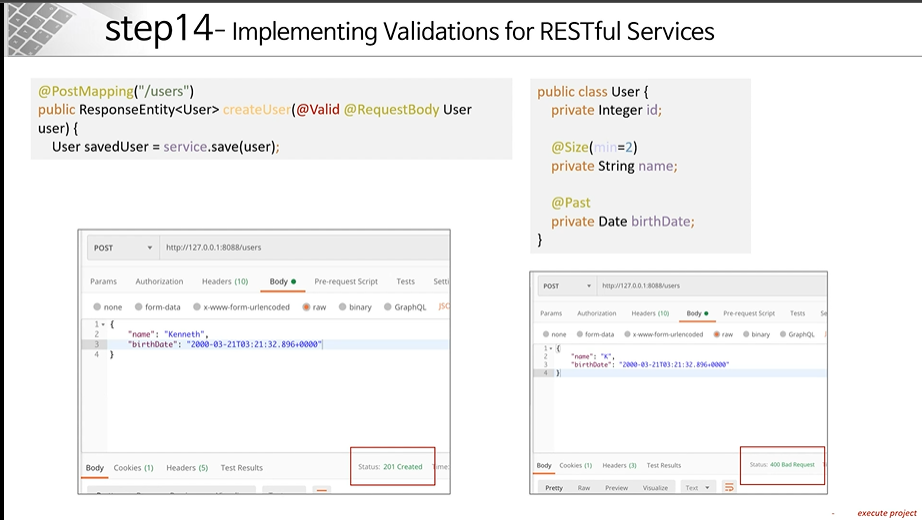 step14- Implementing Validations for RESTful Services
@PostMapping("/users")
public ResponseEntity<User> createUser(@Valid @RequestBody User
user) {
User savedUser = service.save(user);
public class User {
private Integer id;
@Size(min=2)
private String name;
@Past
private Date birthDate;
}
POST http://127.0.0.1:8088/users
Params Authorization Headers (10) Body Pre-request Script Tests Setti
none form-data x-www-form-urlencoded raw binary GraphQL JSO
1 {
2 "name": "Kenneth",
3 "birthDate": "2000-03-21T03:21:32.896+0000"
4 }
Body Cookies (1) Headers (5) Test Results Status: 201 Created Time:
POST http://127.0.0.1:8088/users
Params Authorization Headers (10) Body Pre-request Script Tests Se
none form-data x-www-form-urlencoded raw binary GraphQL
1 {
2 "name": "K",
3 "birthDate": "2000-03-21T03:21:32.896+0000"
4 }
Body Cookies (1) Headers (3) Test Results Status: 400 Bad Request
Pretty Raw Preview Visualize Text
execute project